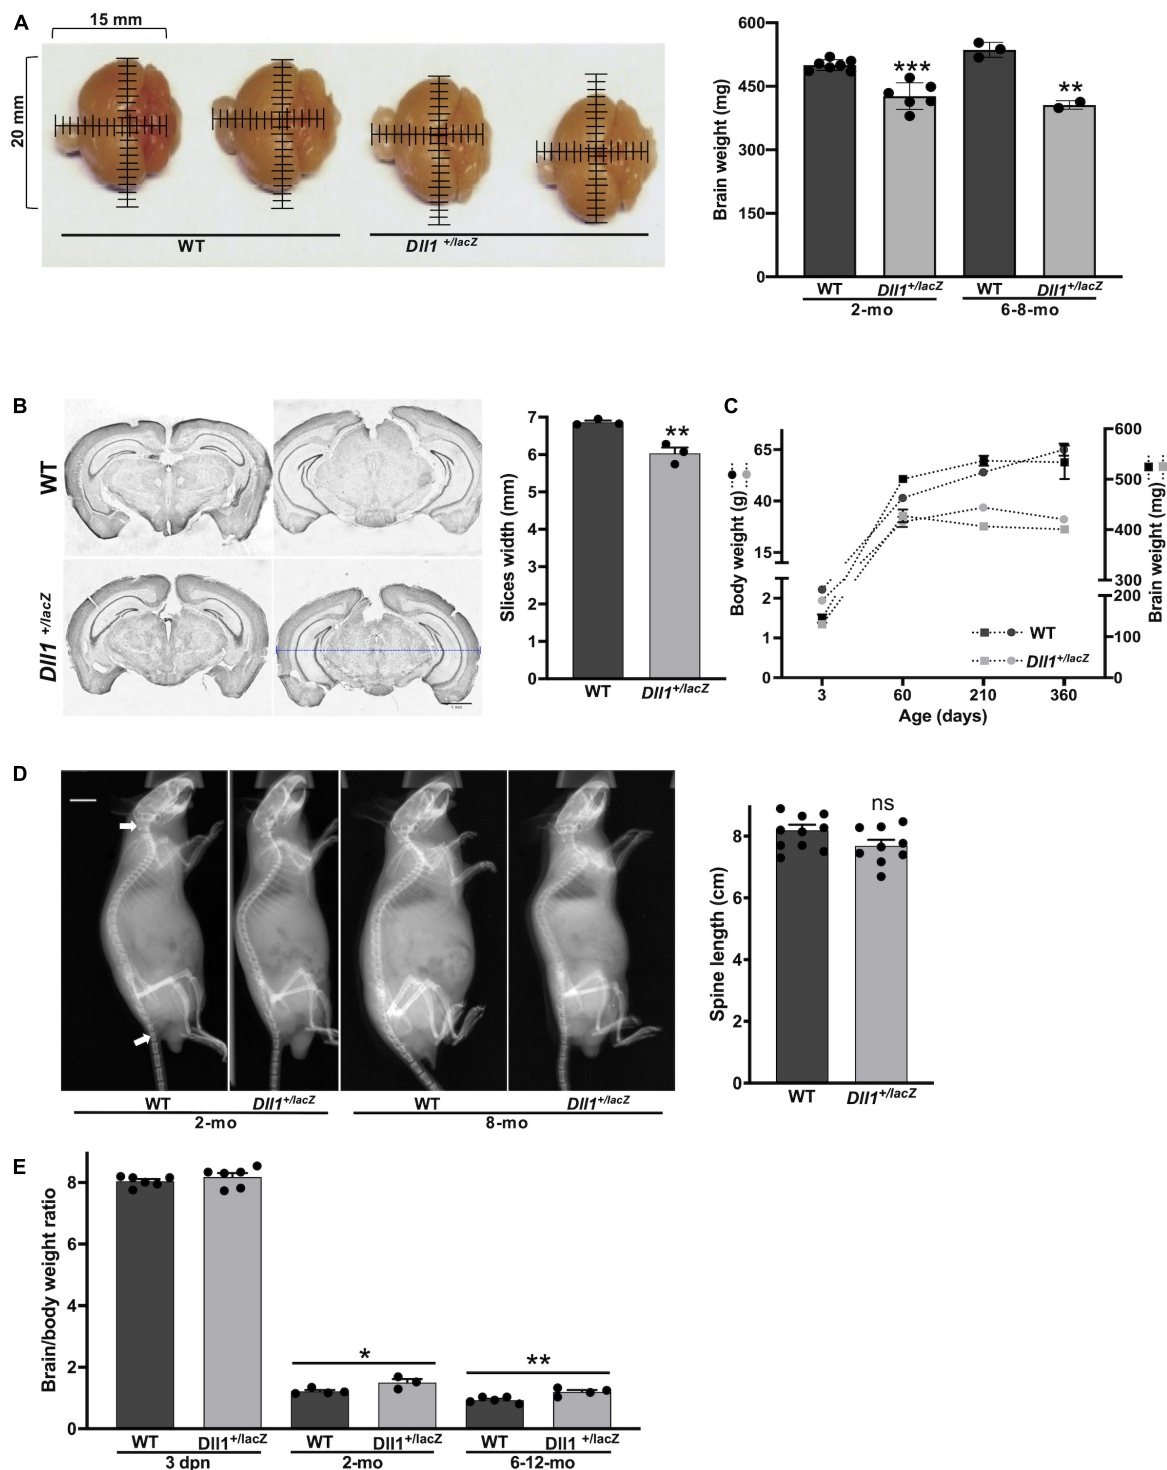 A
15 mm
20 mm
WT
Dll1 +/lacZ
Brain weight (mg)
600
450
300
150
0
***
**
WT
Dll1+/lacZ
WT
Dll1+/lacZ
2-mo
6-8-mo
B
WT
Dll1 +/lacZ
1 mm
Slices width (mm)
7
6
5
4
3
2
1
0
**
WT
Dll1+/lacZ
C
Body weight (g)
65
40
15
2
1
0
600
500
400
300
200
100
0
Brain weight (mg)
WT
Dll1+/lacZ
3
60
210
360
Age (days)
D
WT
Dll1+/lacZ
WT
Dll1+/lacZ
2-mo
8-mo
Spine length (cm)
8
6
4
2
0
ns
WT
Dll1+/lacZ
E
Brain/body weight ratio
8
6
4
2
0
*
**
WT
Dll1+/lacZ
WT
Dll1+/lacZ
WT
Dll1 +/lacZ
3 dpn
2-mo
6-12-mo